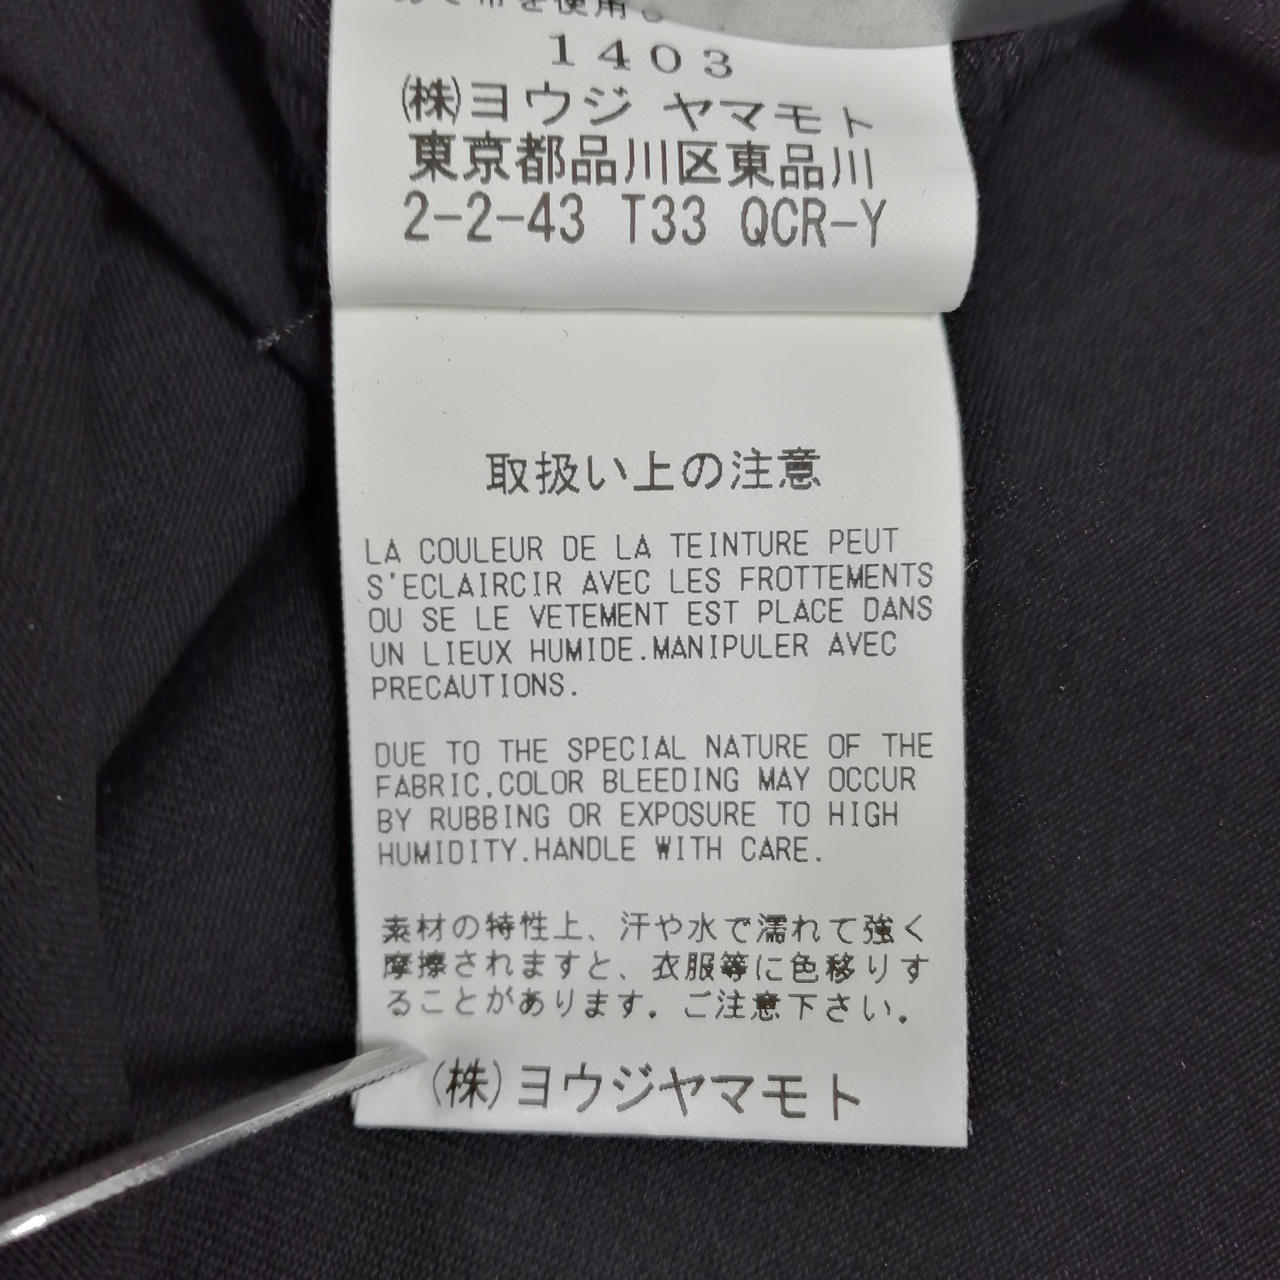 布を使用し
1403
㈱ヨウジ ヤマモト
東京都品川区東品川
2-2-43 T33 QCR-Y
取扱い上の注意
LA COULEUR DE LA TEINTURE PEUT
S'ECLAIRCIR AVEC LES FROTTEMENTS
OU SE LE VETEMENT EST PLACE DANS
UN LIEUX HUMIDE.MANIPULER AVEC
PRECAUTIONS.
DUE TO THE SPECIAL NATURE OF THE
FABRIC,COLOR BLEEDING MAY OCCUR
BY RUBBING OR EXPOSURE TO HIGH
HUMIDITY.HANDLE WITH CARE.
素材の特性上、汗や水で濡れて強く
摩擦されますと、衣服等に色移りす
ることがあります。ご注意下さい。
(株)ヨウジヤマモト